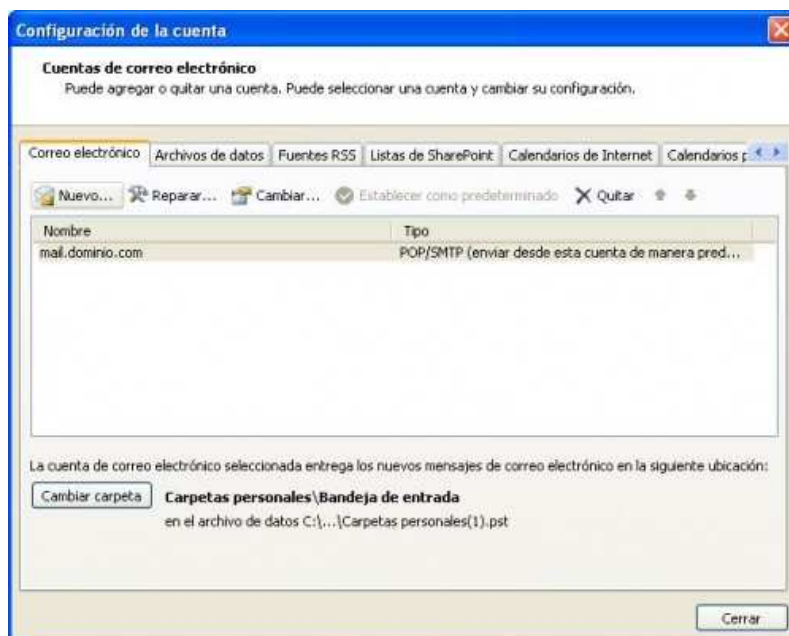 Configuración de la cuenta
Cuentas de correo electrónico
Puede agregar o quitar una cuenta. Puede seleccionar una cuenta y cambiar su configuración.
Correo electrónico Archivos de datos Fuentes RSS Listas de SharePoint Calendarios de Internet Calendarios p
Nuevo... Reparar... Cambiar... Establecer como predeterminado Quitar
Nombre Tipo
mail.dominio.com POP/SMTP (enviar desde esta cuenta de manera pred...
La cuenta de correo electrónico seleccionada entrega los nuevos mensajes de correo electrónico en la siguiente ubicación:
Cambiar carpeta Carpetas personales\Bandeja de entrada
en el archivo de datos C:\...\Carpetas personales(1).pst
Cerrar